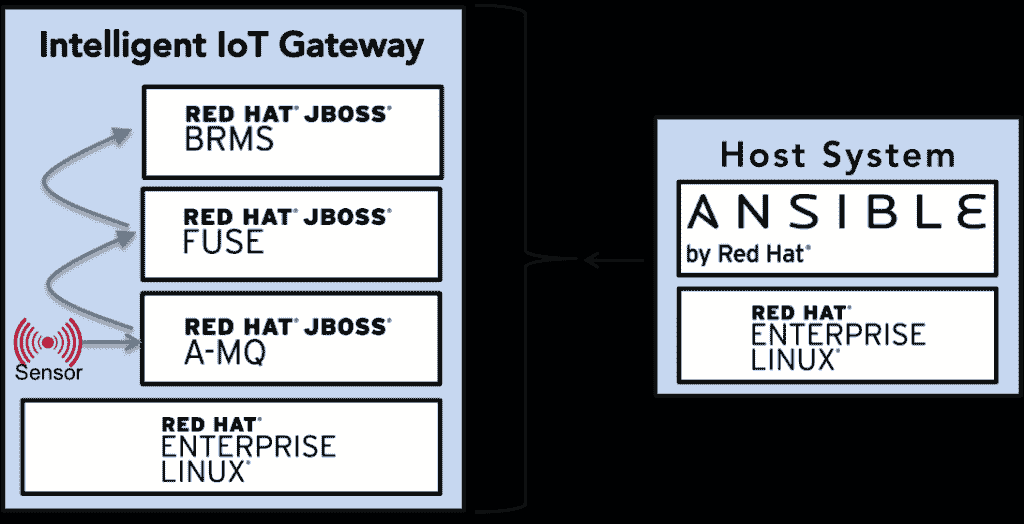 Intelligent IoT Gateway
RED HAT® JBOSS®
BRMS
RED HAT® JBOSS®
FUSE
RED HAT® JBOSS®
A-MQ
Sensor
RED HAT®
ENTERPRISE
LINUX®
Host System
ANSIBLE
by Red Hat®
RED HAT®
ENTERPRISE
LINUX®